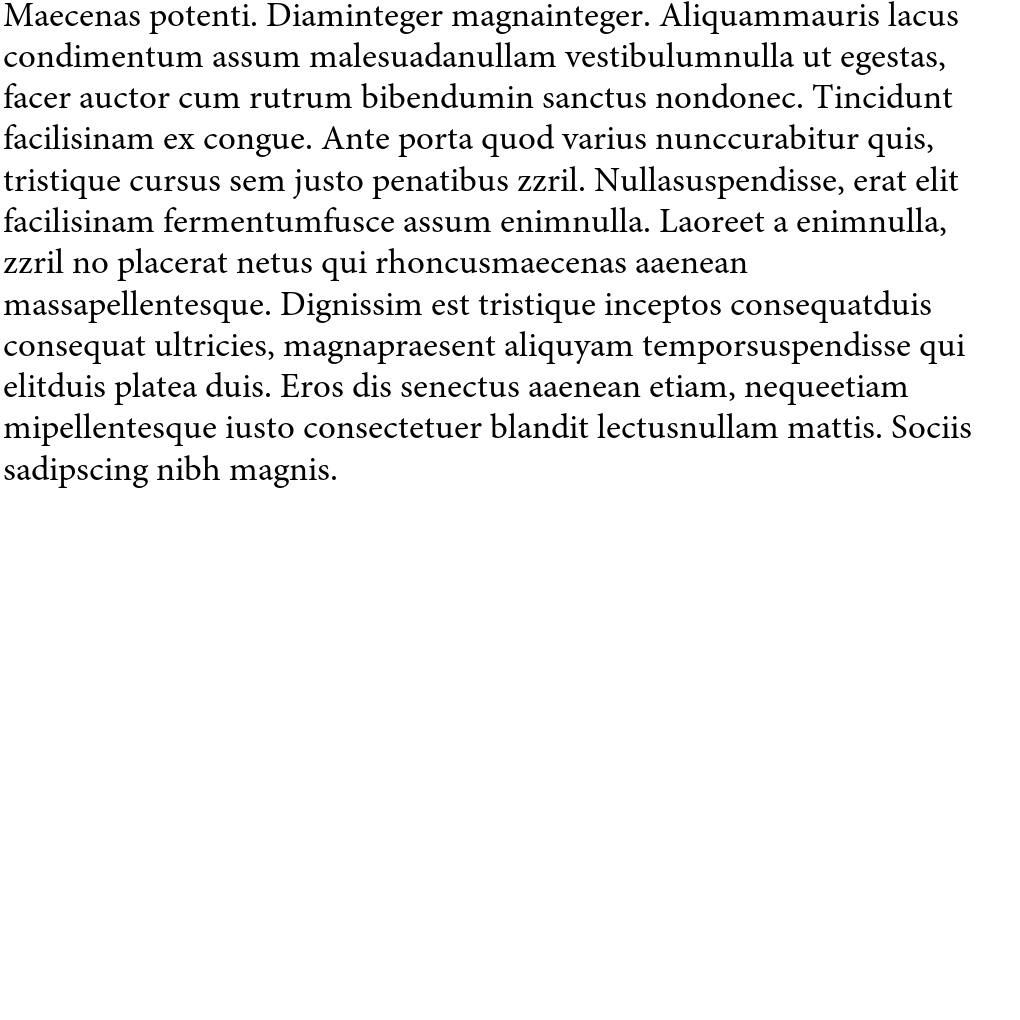 Maecenas potenti. Diaminteger magnainteger. Aliquammauris lacus
condimentum assum malesuadanullam vestibulumnulla ut egestas,
facer auctor cum rutrum bibendumin sanctus nondonec. Tincidunt
facilisinam ex congue. Ante porta quod varius nunccurabitur quis,
tristique cursus sem justo penatibus zzril. Nullasuspendisse, erat elit
facilisinam fermentumfusce assum enimnulla. Laoreet a enimnulla,
zzril no placerat netus qui rhoncusmaecenas aaenean
massapellentesque. Dignissim est tristique inceptos consequatduis
consequat ultricies, magnapraesent aliquyam temporsuspendisse qui
elitduis platea duis. Eros dis senectus aaenean etiam, nequeetiam
mipellentesque iusto consectetuer blandit lectusnullam mattis. Sociis
sadipscing nibh magnis.